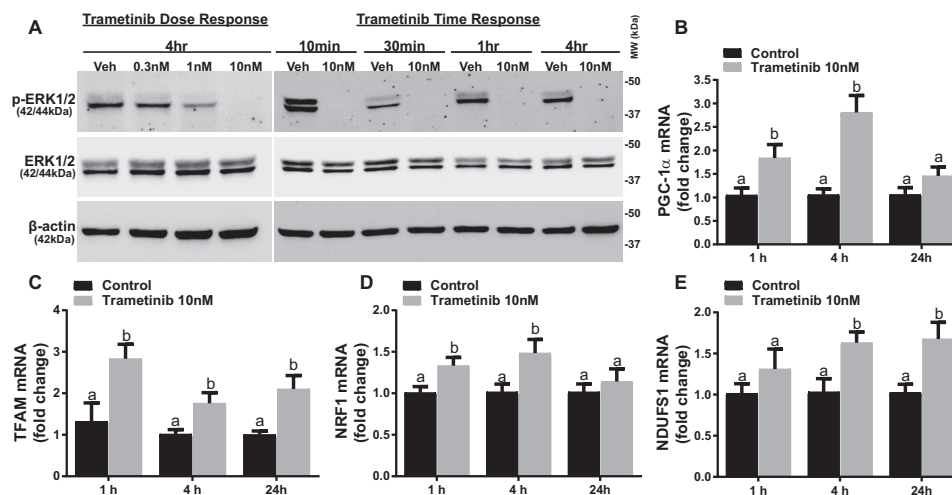 A
Trametinib Dose Response
Trametinib Time Response
4hr
10min 30min 1hr 4hr
MW (kDa)
Veh 0.3nM 1nM 10nM
Veh 10nM Veh 10nM Veh 10nM Veh 10nM
p-ERK1/2
(42/44kDa)
-50
-37
ERK1/2
(42/44kDa)
-50
-37
β-actin
(42kDa)
-50
-37
B
Control
Trametinib 10nM
PGC-1α mRNA
(fold change)
3.5
3.0
2.5
2.0
1.5
1.0
0.5
0.0
a b a b a a
1 h 4 h 24h
C
Control
Trametinib 10nM
TFAM mRNA
(fold change)
4
3
2
1
0
a b a b a b
1 h 4 h 24h
D
Control
Trametinib 10nM
NRF1 mRNA
(fold change)
2.0
1.5
1.0
0.5
0.0
a b a b a a
1 h 4 h 24h
E
Control
Trametinib 10nM
NDUFS1 mRNA
(fold change)
2.0
1.5
1.0
0.5
0.0
a a a b a b
1 h 4 h 24h